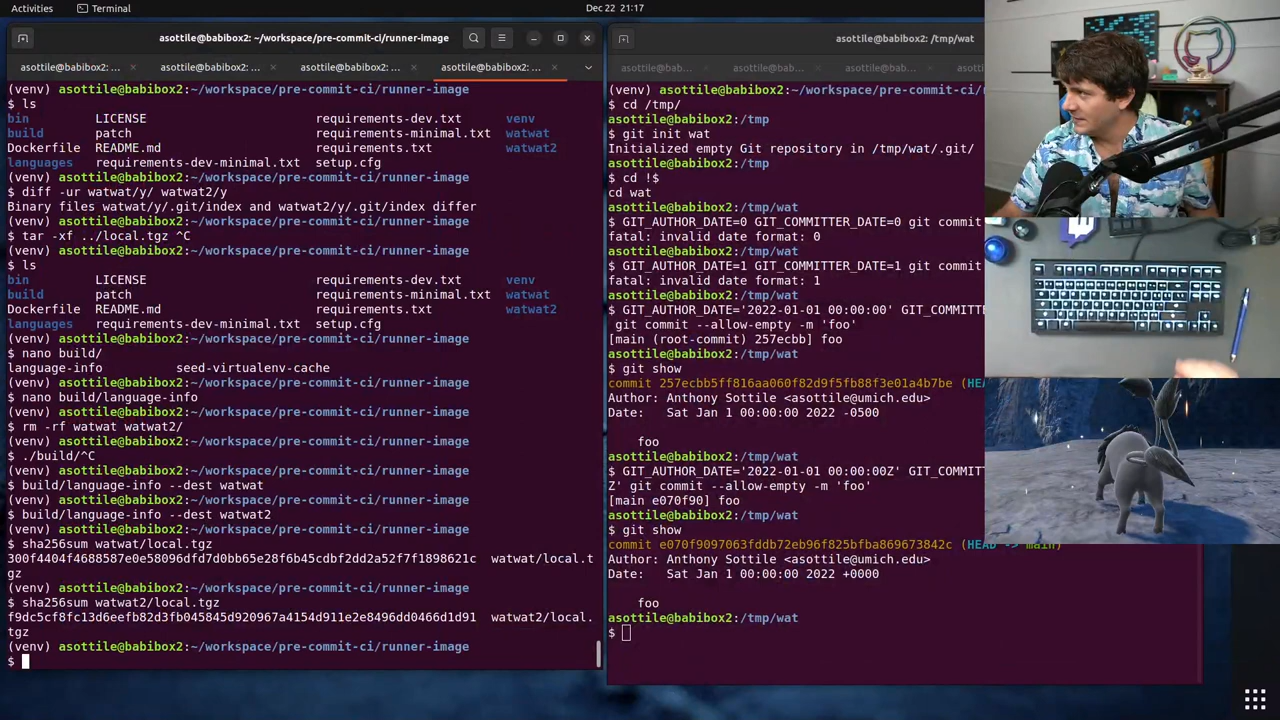 Activities
Terminal
Dec 22 21:17
asottile@babibox2: ~/workspace/pre-commit-ci/runner-image
asottile@babibox2: ...
asottile@babibox2: ...
asottile@babibox2: ...
asottile@babibox2: ...
(venv) asottile@babibox2:~/workspace/pre-commit-ci/runner-image
$ ls
bin LICENSE requirements-dev.txt venv
build patch requirements-minimal.txt watwat
Dockerfile README.md requirements.txt watwat2
languages requirements-dev-minimal.txt setup.cfg
(venv) asottile@babibox2:~/workspace/pre-commit-ci/runner-image
$ diff -ur watwat/y/ watwat2/y
Binary files watwat/y/.git/index and watwat2/y/.git/index differ
(venv) asottile@babibox2:~/workspace/pre-commit-ci/runner-image
$ tar -xf ../local.tgz ^C
(venv) asottile@babibox2:~/workspace/pre-commit-ci/runner-image
$ ls
bin LICENSE requirements-dev.txt venv
build patch requirements-minimal.txt watwat
Dockerfile README.md requirements.txt watwat2
languages requirements-dev-minimal.txt setup.cfg
(venv) asottile@babibox2:~/workspace/pre-commit-ci/runner-image
$ nano build/
language-info seed-virtualenv-cache
(venv) asottile@babibox2:~/workspace/pre-commit-ci/runner-image
$ nano build/language-info
(venv) asottile@babibox2:~/workspace/pre-commit-ci/runner-image
$ rm -rf watwat watwat2/
(venv) asottile@babibox2:~/workspace/pre-commit-ci/runner-image
$ ./build/^C
(venv) asottile@babibox2:~/workspace/pre-commit-ci/runner-image
$ build/language-info --dest watwat
(venv) asottile@babibox2:~/workspace/pre-commit-ci/runner-image
$ build/language-info --dest watwat2
(venv) asottile@babibox2:~/workspace/pre-commit-ci/runner-image
$ sha256sum watwat/local.tgz
300f4404f4688587e0e58096dfd7d0bb65e28f6b45cdbf2dd2a52f7f1898621c watwat/local.t
gz
(venv) asottile@babibox2:~/workspace/pre-commit-ci/runner-image
$ sha256sum watwat2/local.tgz
f9dc5cf8fc13d6eefb82d3fb045845d920967a4154d911e2e8496dd0466d1d91 watwat2/local.
tgz
(venv) asottile@babibox2:~/workspace/pre-commit-ci/runner-image
$
asottile@babibox2: /tmp/wat
asottile@bab...
asottile@bab...
asottile@bab...
(venv) asottile@babibox2:~/workspace/pre-commit-ci/r
$ cd /tmp/
asottile@babibox2:/tmp
$ git init wat
Initialized empty Git repository in /tmp/wat/.git/
asottile@babibox2:/tmp
$ cd !$
cd wat
asottile@babibox2:/tmp/wat
$ GIT_AUTHOR_DATE=0 GIT_COMMITTER_DATE=0 git commit
fatal: invalid date format: 0
asottile@babibox2:/tmp/wat
$ GIT_AUTHOR_DATE=1 GIT_COMMITTER_DATE=1 git commit
fatal: invalid date format: 1
asottile@babibox2:/tmp/wat
$ GIT_AUTHOR_DATE='2022-01-01 00:00:00' GIT_COMMITT
git commit --allow-empty -m 'foo'
[main (root-commit) 257ecbb] foo
asottile@babibox2:/tmp/wat
$ git show
commit 257ecbb5ff816aa060f82d9f5fb88f3e01a4b7be (HE
Author: Anthony Sottile <asottile@umich.edu>
Date: Sat Jan 1 00:00:00 2022 -0500
foo
asottile@babibox2:/tmp/wat
$ GIT_AUTHOR_DATE='2022-01-01 00:00:00Z' GIT_COMMIT
Z' git commit --allow-empty -m 'foo'
[main e070f90] foo
asottile@babibox2:/tmp/wat
$ git show
commit e070f9097063fddb72eb96f825bfba869673842c (HEAD -> main)
Author: Anthony Sottile <asottile@umich.edu>
Date: Sat Jan 1 00:00:00 2022 +0000
foo
asottile@babibox2:/tmp/wat
$